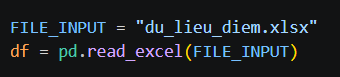 FILE_INPUT = "du_lieu_diem.xlsx"
df = pd.read_excel(FILE_INPUT)